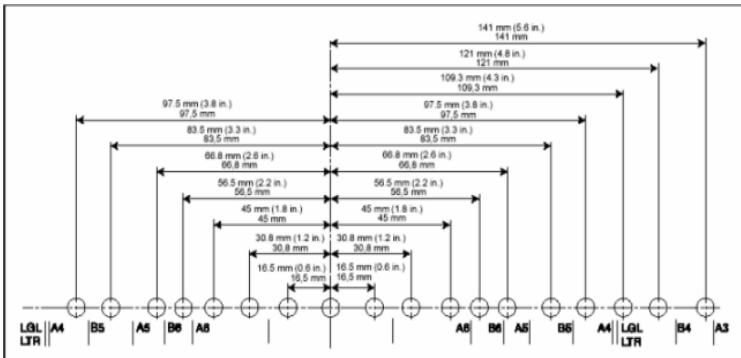 141 mm (5.6 in.)
141 mm
121 mm (4.8 in.)
121 mm
109.3 mm (4.3 in.)
109,3 mm
97.5 mm (3.8 in.) 97.5 mm (3.8 in.)
97,5 mm 97,5 mm
83.5 mm (3.3 in.) 83.5 mm (3.3 in.)
83,5 mm 83,5 mm
66.8 mm (2.6 in.) 66.8 mm (2.6 in.)
66,8 mm 66,8 mm
56.5 mm (2.2 in.) 56.5 mm (2.2 in.)
56,5 mm 56,5 mm
45 mm (1.8 in.) 45 mm (1.8 in.)
45 mm 45 mm
30.8 mm (1.2 in.) 30.8 mm (1.2 in.)
30.8 mm 30,8 mm
16.5 mm (0.6 in.) 16.5 mm (0.6 in.)
16,5 mm 16,5 mm
LGL A4 B5 A5 B6 A6 A6 B6 A5 B5 A4 LGL B4 A3
LTR LTR